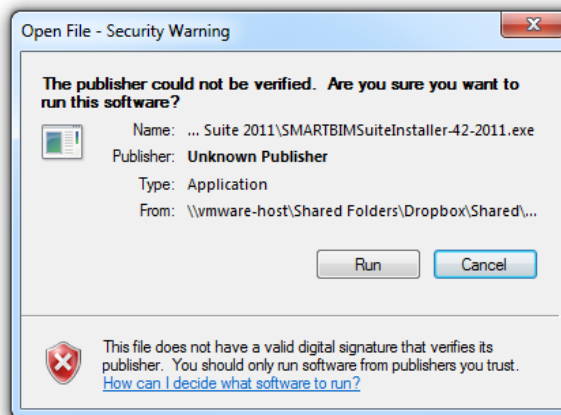 Open File - Security Warning
The publisher could not be verified. Are you sure you want to
run this software?
Name: ... Suite 2011\SMARTBIMSuiteInstaller-42-2011.exe
Publisher: Unknown Publisher
Type: Application
From: \\vmware-host\Shared Folders\Dropbox\Shared\...
Run Cancel
This file does not have a valid digital signature that verifies its
publisher. You should only run software from publishers you trust.
How can I decide what software to run?